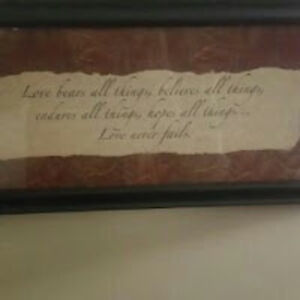 Love bears all things, believes all things,
endures all things, hopes all things...
Love never fails.